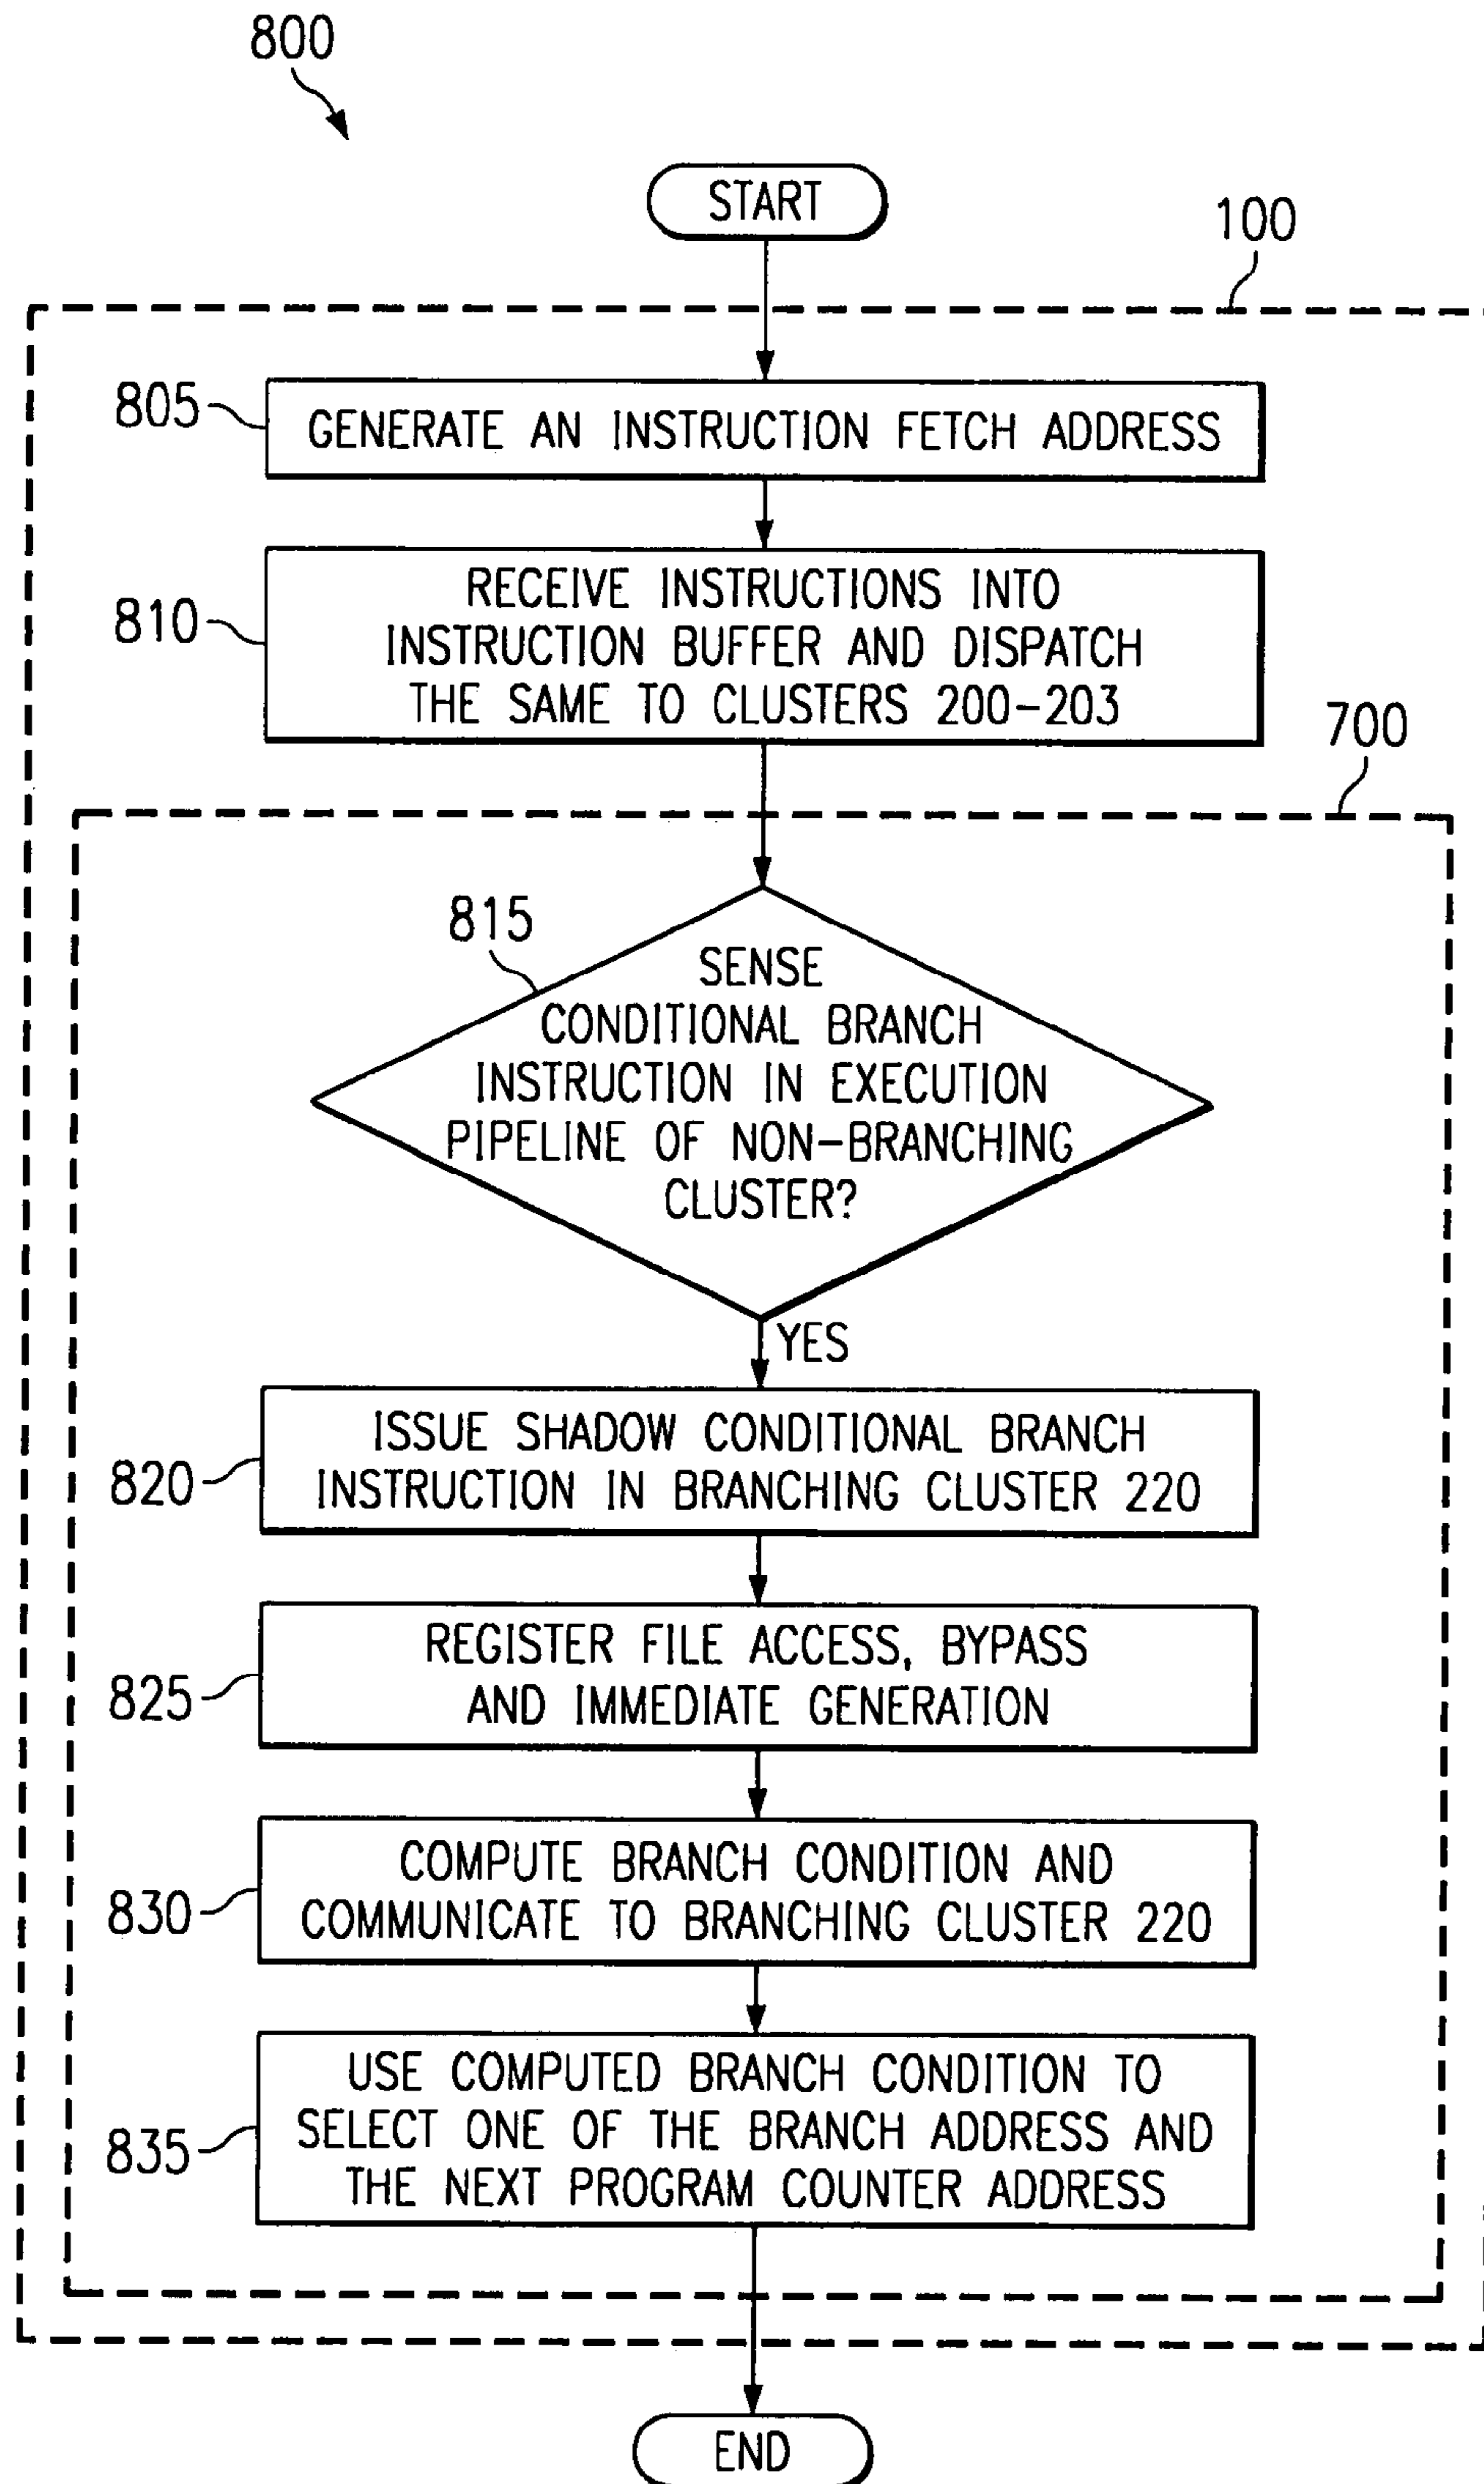 800
START
100
805
GENERATE AN INSTRUCTION FETCH ADDRESS
810
RECEIVE INSTRUCTIONS INTO
INSTRUCTION BUFFER AND DISPATCH
THE SAME TO CLUSTERS 200-203
700
815
SENSE
CONDITIONAL BRANCH
INSTRUCTION IN EXECUTION
PIPELINE OF NON-BRANCHING
CLUSTER?
YES
820
ISSUE SHADOW CONDITIONAL BRANCH
INSTRUCTION IN BRANCHING CLUSTER 220
825
REGISTER FILE ACCESS, BYPASS
AND IMMEDIATE GENERATION
830
COMPUTE BRANCH CONDITION AND
COMMUNICATE TO BRANCHING CLUSTER 220
835
USE COMPUTED BRANCH CONDITION TO
SELECT ONE OF THE BRANCH ADDRESS AND
THE NEXT PROGRAM COUNTER ADDRESS
END